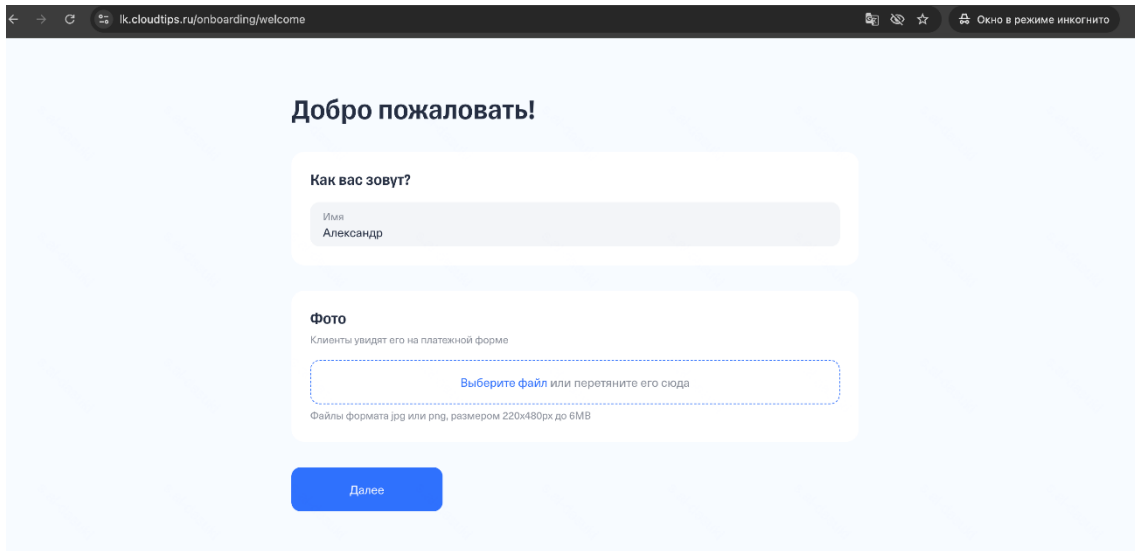 lk.cloudtips.ru/onboarding/welcome
Окно в режиме инкогнито
Добро пожаловать!
Как вас зовут?
Имя
Александр
Фото
Клиенты увидят его на платежной форме
Выберите файл или перетяните его сюда
Файлы формата jpg или png, размером 220x480px до 6MB
Далее